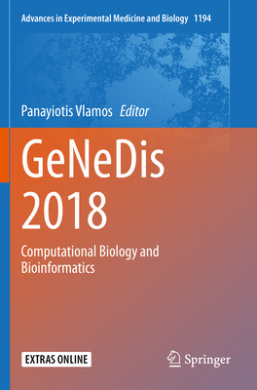 Advances in Experimental Medicine and Biology 1194
Panayiotis Vlamos Editor
GeNeDis
2018
Computational Biology and
Bioinformatics
EXTRAS ONLINE
Springer